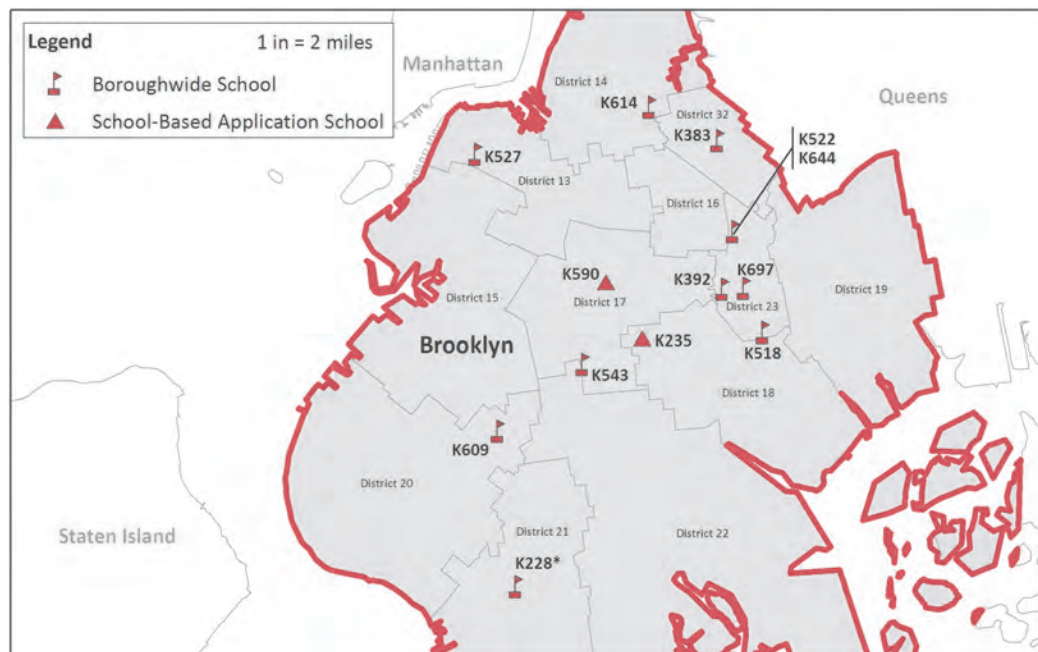 Legend
1 in = 2 miles
Boroughwide School
School-Based Application School
Manhattan
Queens
District 14
K614
District 32
K383
K522
K644
K527
District 13
District 16
K590
District 17
K392
K697
District 23
District 19
District 15
Brooklyn
K235
K518
K543
District 18
K609
District 20
Staten Island
District 21
District 22
K228*